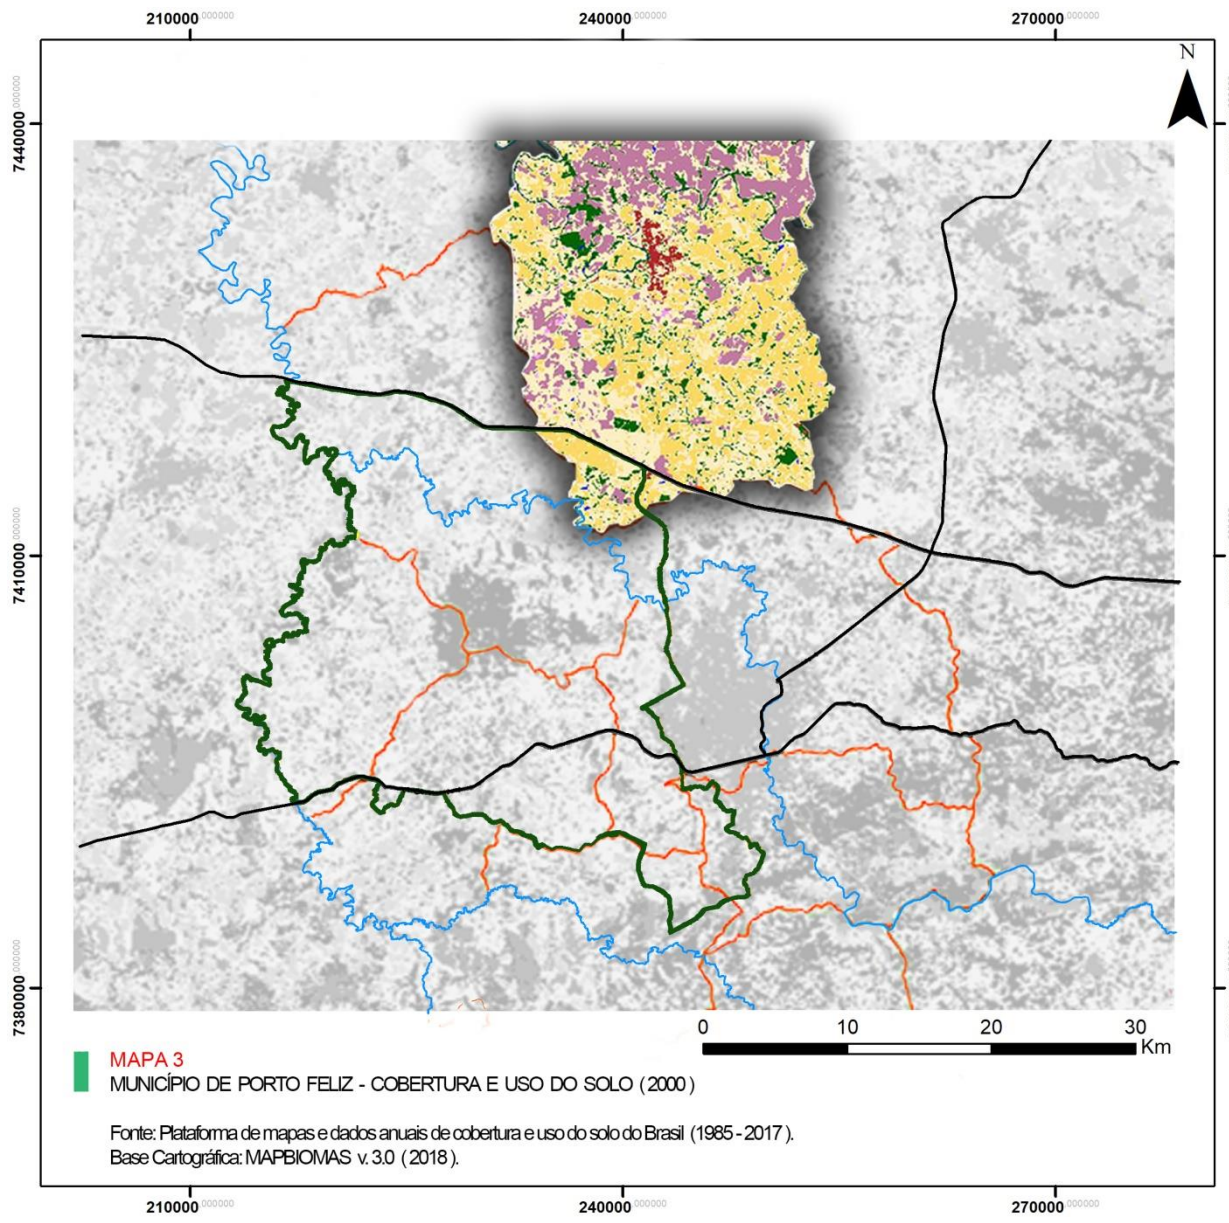 210000,000000 240000,000000 270000,000000
N
7440000,000000
7410000,000000
7380000,000000
0 10 20 30
Km
MAPA 3
MUNICÍPIO DE PORTO FELIZ - COBERTURA E USO DO SOLO (2000)
Fonte: Plataforma de mapas e dados anuais de cobertura e uso do solo do Brasil (1985 - 2017).
Base Cartográfica: MAPBIOMAS v. 3.0 (2018).
210000,000000 240000,000000 270000,000000